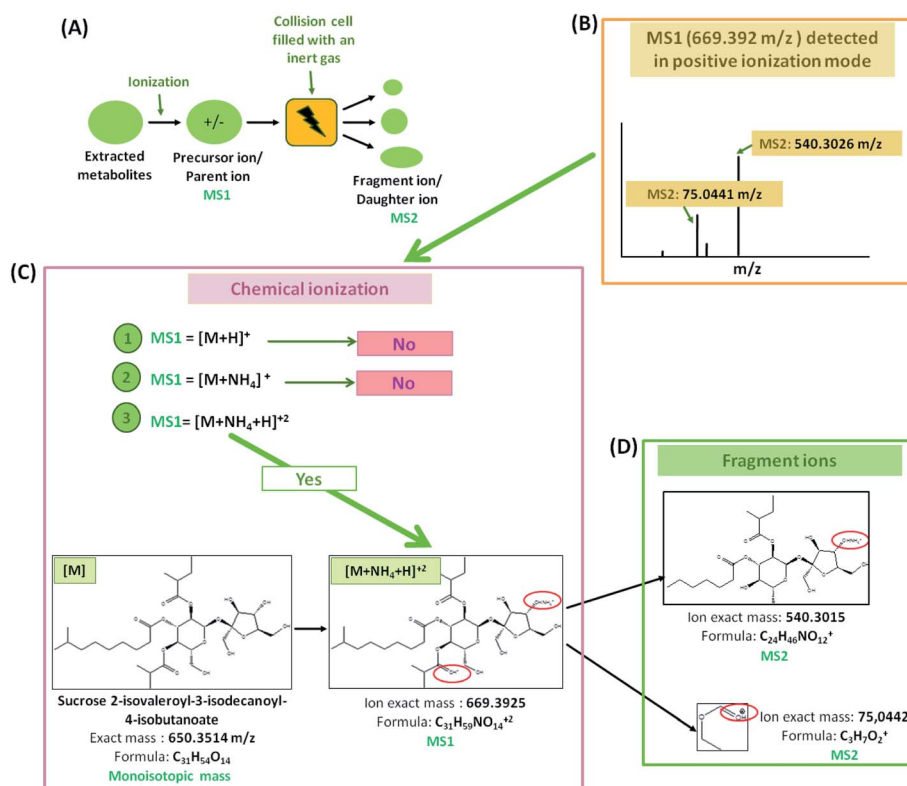 (A)
Collision cell
filled with an
inert gas
Ionization
+/-
Extracted
metabolites
Precursor ion/
Parent ion
MS1
Fragment ion/
Daughter ion
MS2
(B)
MS1 (669.392 m/z ) detected
in positive ionization mode
MS2: 540.3026 m/z
MS2: 75.0441 m/z
m/z
(C)
Chemical ionization
1 MS1 = [M+H]⁺ No
2 MS1 = [M+NH₄] ⁺ No
3 MS1= [M+NH₄+H]⁺²
Yes
[M]
Sucrose 2-isovaleroyl-3-isodecanoyl-
4-isobutanoate
Exact mass : 650.3514 m/z
Formula: C₃₁H₅₄O₁₄
Monoisotopic mass
[M+NH₄+H]⁺²
Ion exact mass : 669.3925
Formula: C₃₁H₅₉NO₁₄⁺²
MS1
(D)
Fragment ions
Ion exact mass: 540.3015
Formula: C₂₄H₄₆NO₁₂⁺
MS2
Ion exact mass: 75,0442
Formula: C₃H₇O₂⁺
MS2